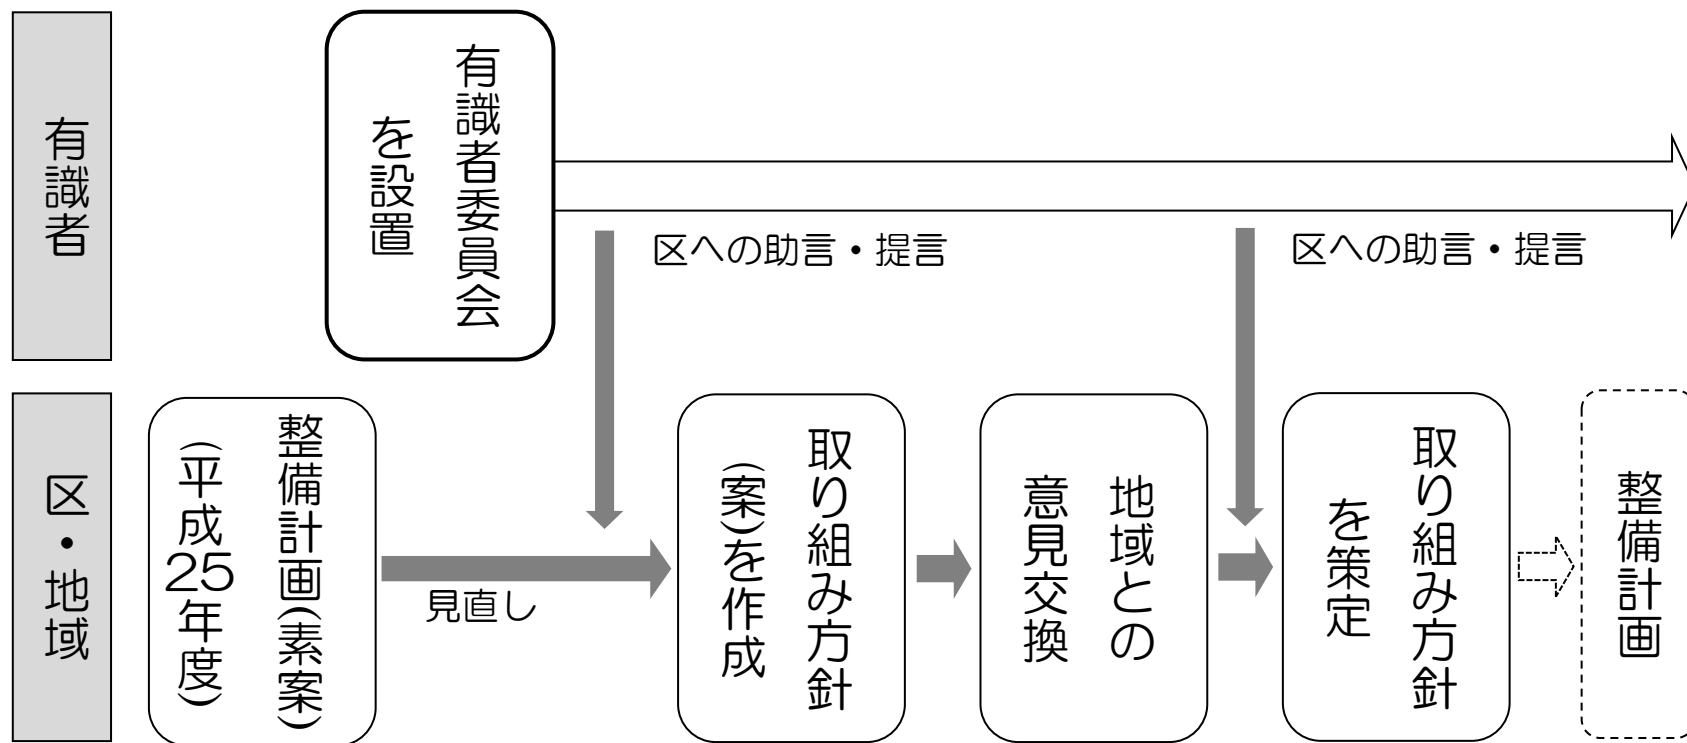 有識者
有識者委員会
を設置
区への助言・提言
区への助言・提言
区・地域
整備計画(素案)
(平成25年度)
見直し
取り組み方針
(案)を作成
地域との
意見交換
取り組み方針
を策定
整備計画